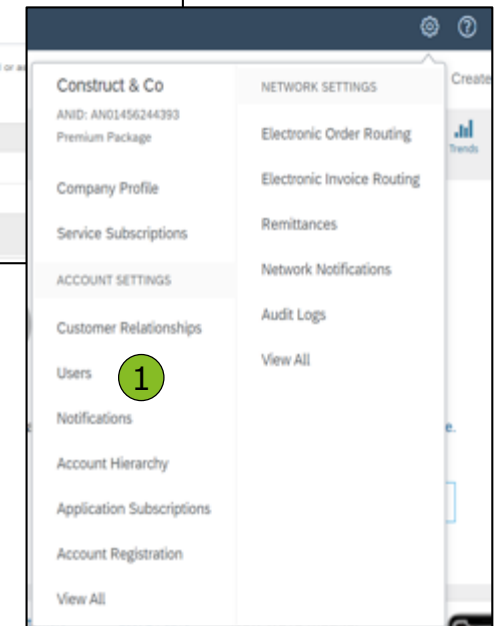 l or as
Create
Trends
Construct & Co
ANID: AN01456244393
Premium Package
Company Profile
Service Subscriptions
ACCOUNT SETTINGS
Customer Relationships
Users
1
Notifications
Account Hierarchy
Application Subscriptions
Account Registration
View All
NETWORK SETTINGS
Electronic Order Routing
Electronic Invoice Routing
Remittances
Network Notifications
Audit Logs
View All
e.